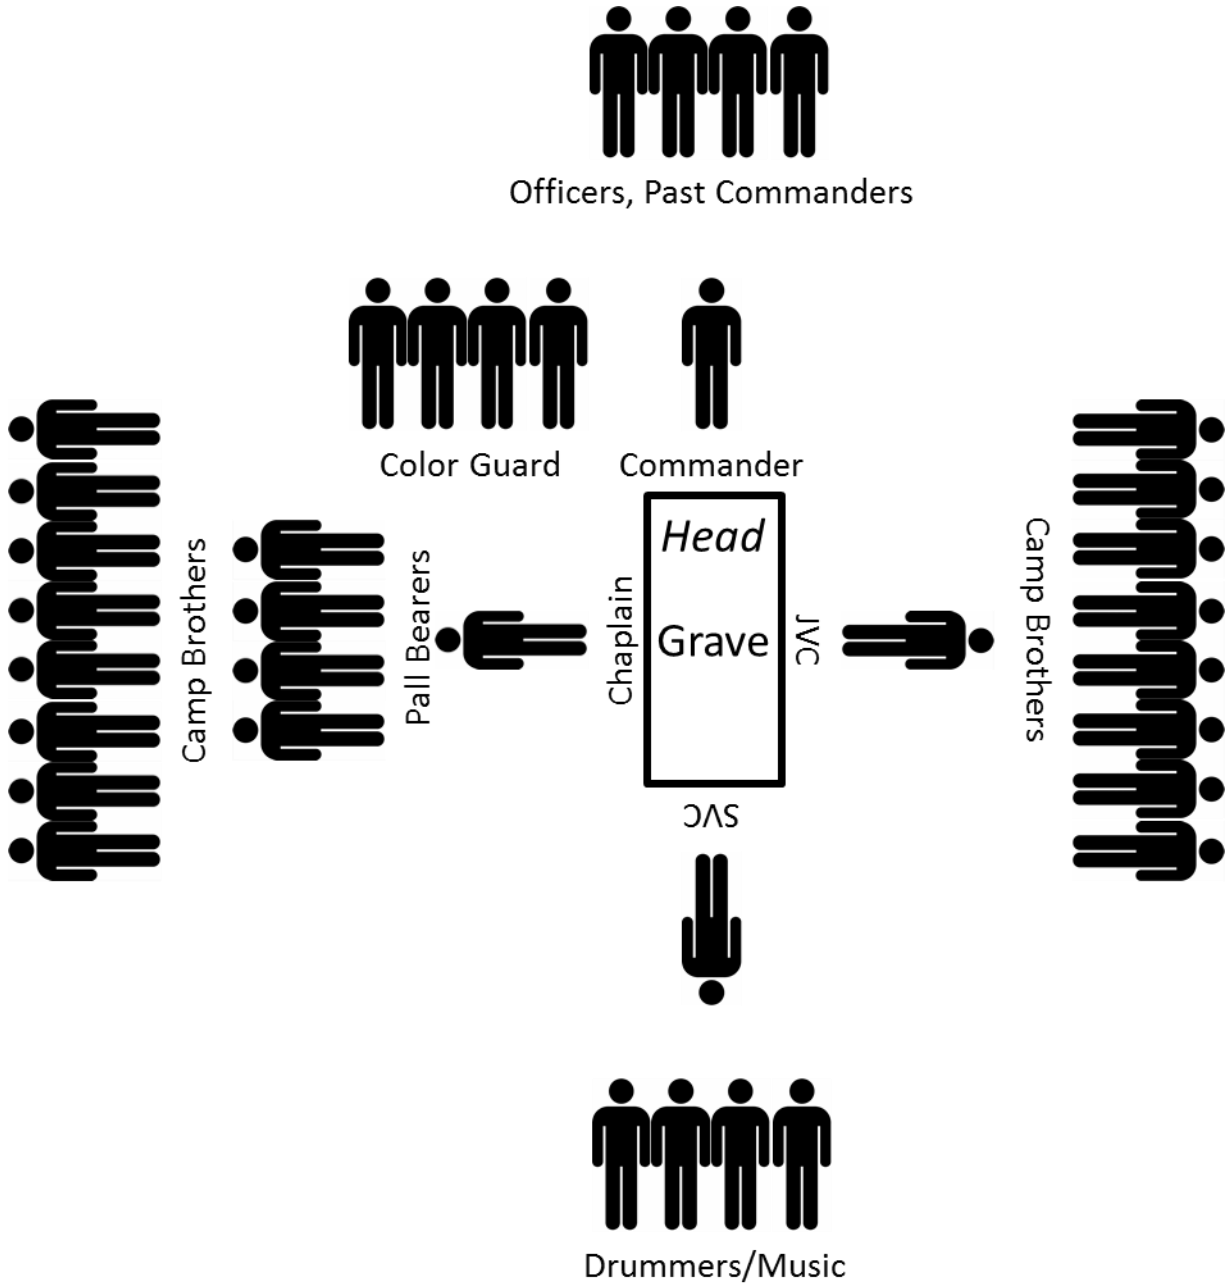 Officers, Past Commanders
Color Guard
Commander
Head
Camp Brothers
Pall Bearers
Chaplain
Grave
JVC
Camp Brothers
SVC
Drummers/Music